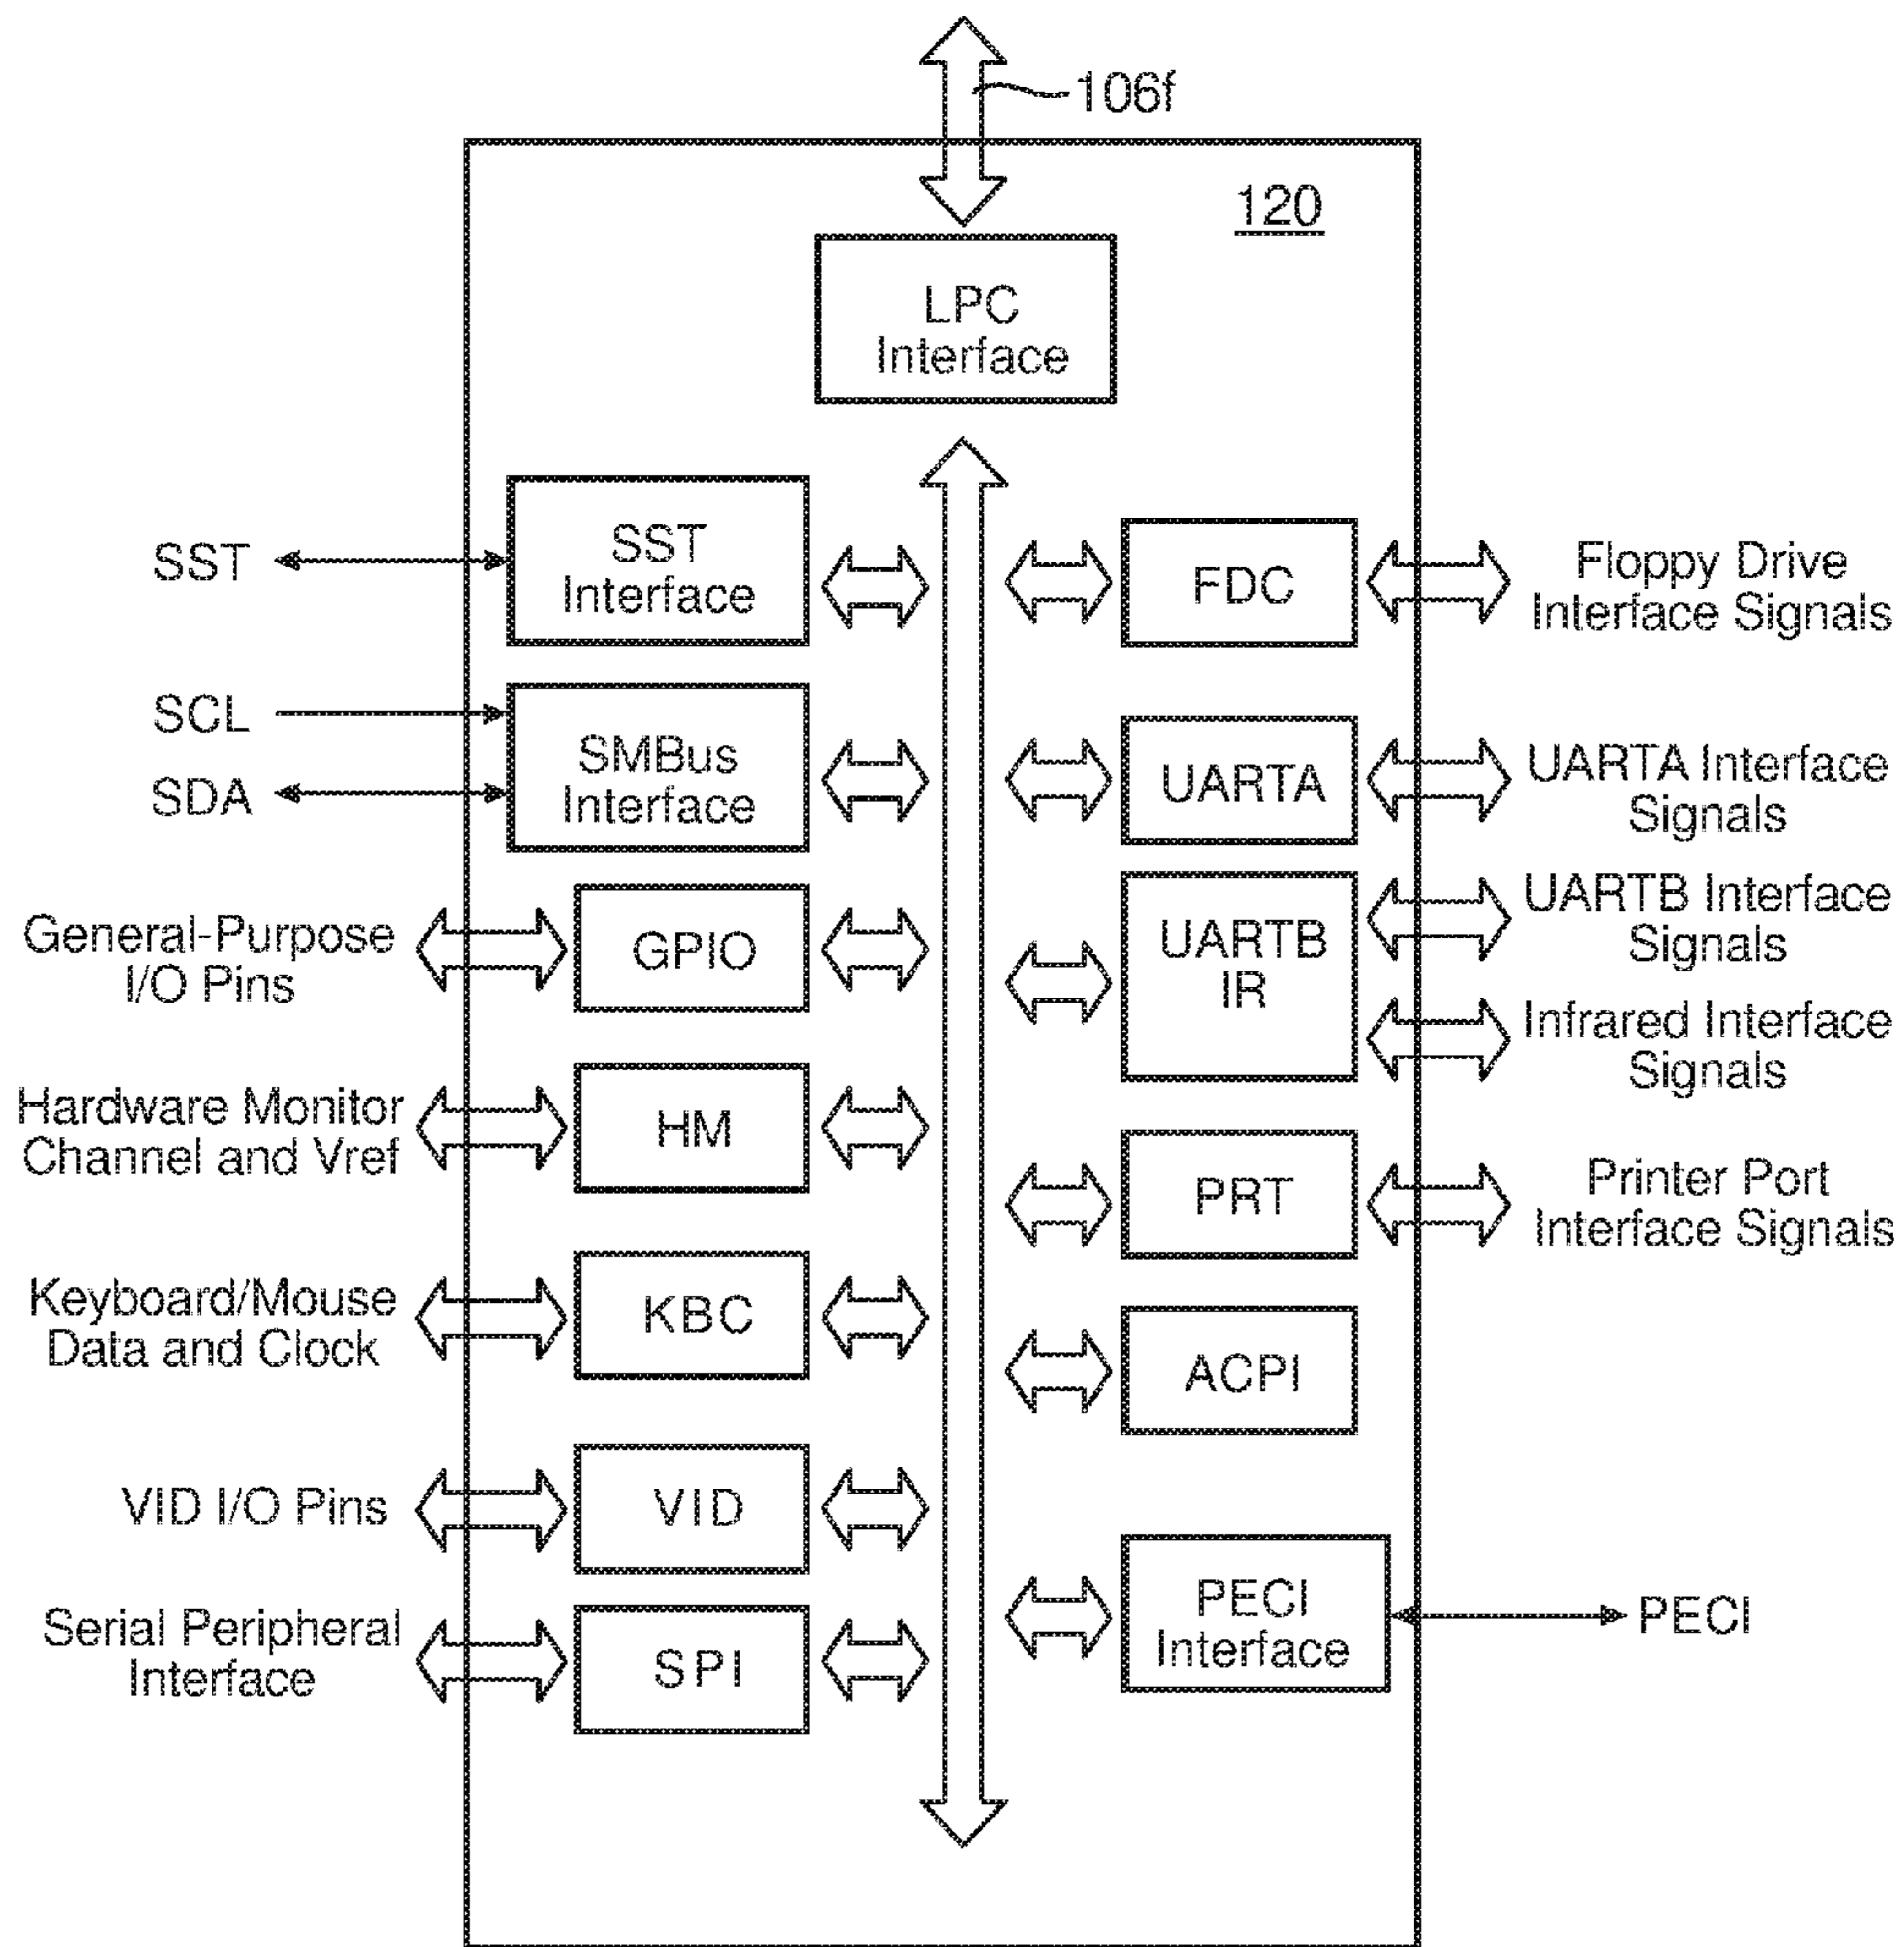 106f
120
LPC
Interface
SST
SST
Interface
SCL
SDA
SMBus
Interface
General-Purpose
I/O Pins
GPIO
Hardware Monitor
Channel and Vref
HM
Keyboard/Mouse
Data and Clock
KBC
VID I/O Pins
VID
Serial Peripheral
Interface
SPI
FDC
Floppy Drive
Interface Signals
UARTA
UARTA Interface
Signals
UARTB
IR
UARTB Interface
Signals
Infrared Interface
Signals
PRT
Printer Port
Interface Signals
ACPI
PECI
Interface
PECI